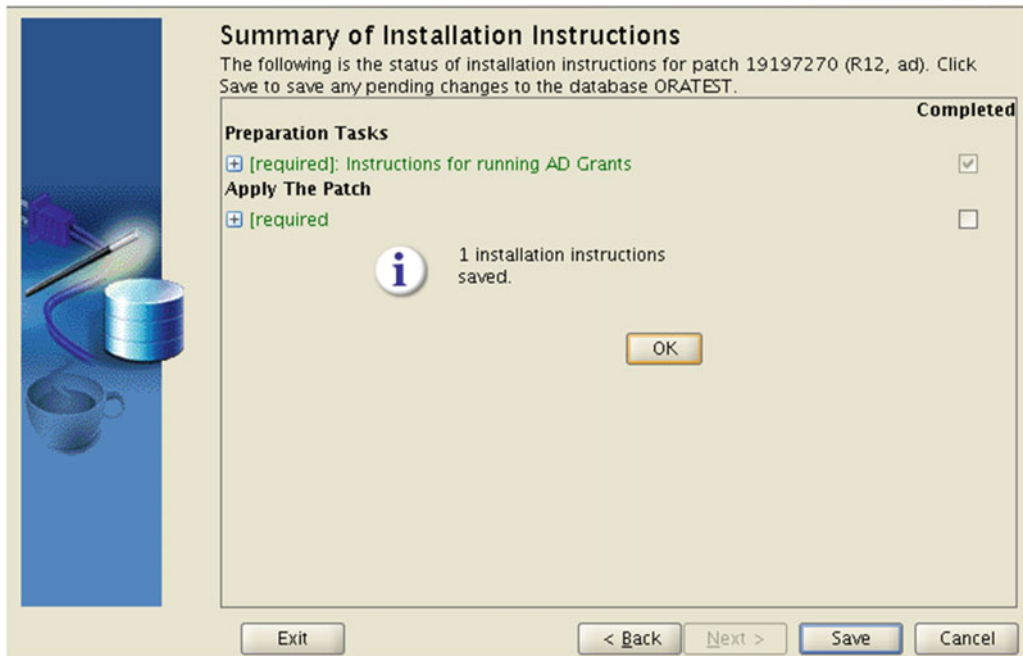 Summary of Installation Instructions
The following is the status of installation instructions for patch 19197270 (R12, ad). Click
Save to save any pending changes to the database ORATEST.
Completed
Preparation Tasks
[required]: Instructions for running AD Grants
Apply The Patch
[required
1 installation instructions
saved.
OK
Exit
< Back
Next >
Save
Cancel